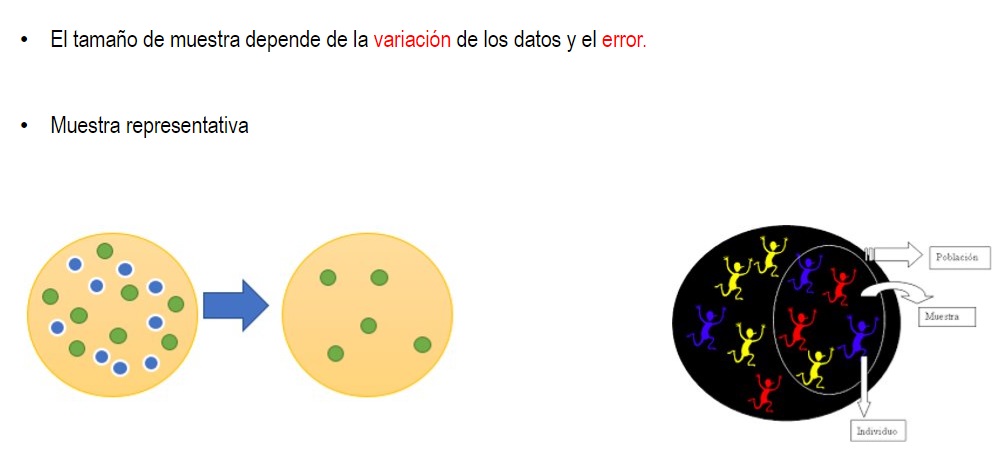 • El tamaño de muestra depende de la variación de los datos y el error.
• Muestra representativa
Población
Muestra
Individuo